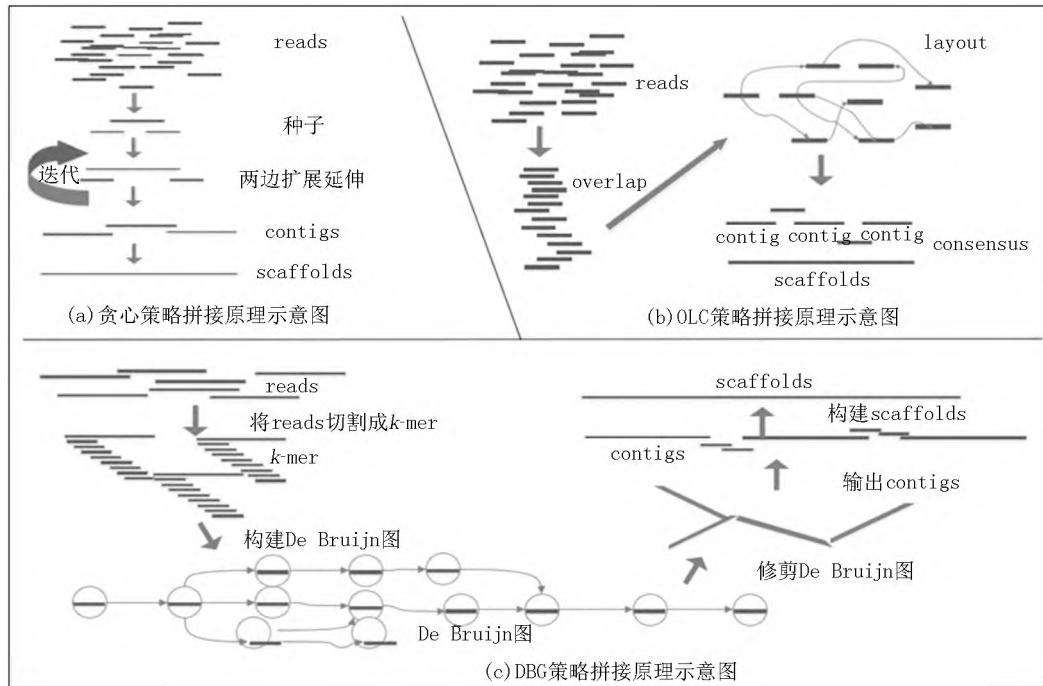 reads
种子
迭代
两边扩展延伸
contigs
scaffolds
(a)贪心策略拼接原理示意图
reads
overlap
layout
contig contig contig
consensus
scaffolds
(b)OLC策略拼接原理示意图
reads
将reads切割成k-mer
k-mer
构建De Bruijn图
De Bruijn图
修剪De Bruijn图
输出contigs
contigs
构建scaffolds
scaffolds
(c)DBG策略拼接原理示意图